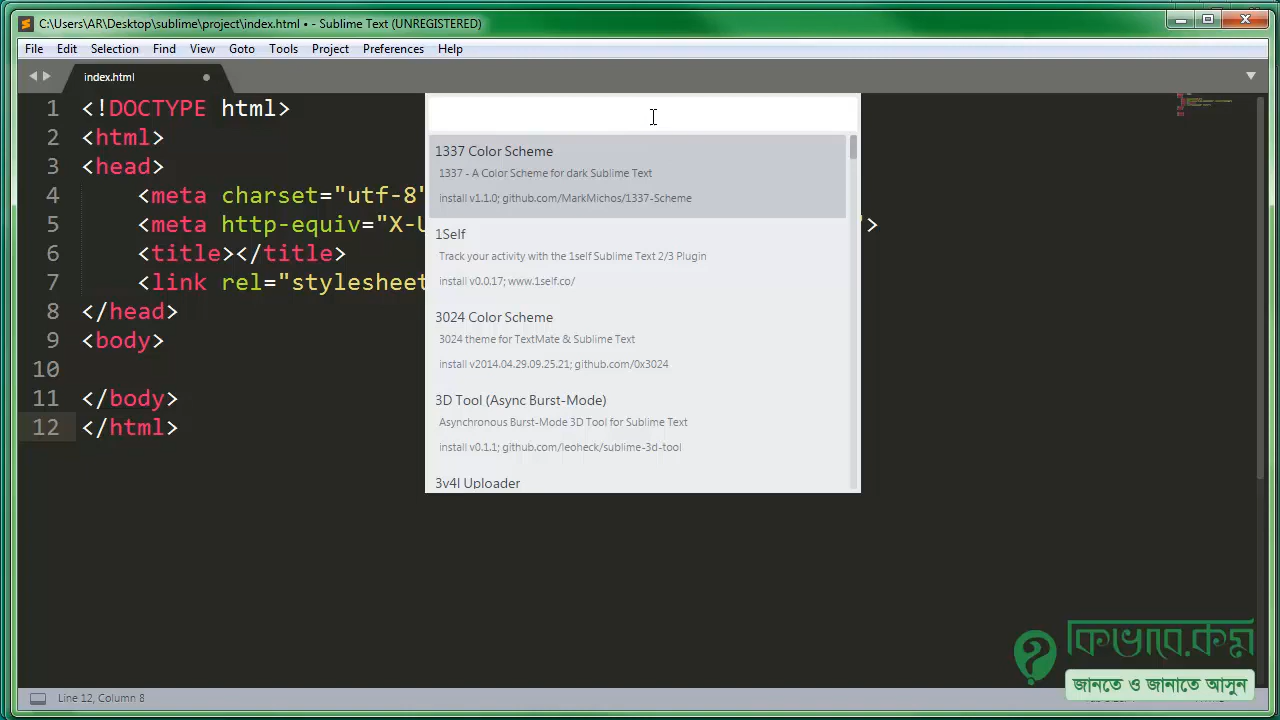 C:\Users\AR\Desktop\sublime\project\index.html • - Sublime Text (UNREGISTERED)
File Edit Selection Find View Goto Tools Project Preferences Help
index.html
1 <!DOCTYPE html>
2 <html>
3 <head>
4 <meta charset="utf-8"
5 <meta http-equiv="X-U ">
6 <title></title>
7 <link rel="stylesheet
8 </head>
9 <body>
10
11 </body>
12 </html>
1337 Color Scheme
1337 - A Color Scheme for dark Sublime Text
install v1.1.0; github.com/MarkMichos/1337-Scheme
1Self
Track your activity with the 1self Sublime Text 2/3 Plugin
install v0.0.17; www.1self.co/
3024 Color Scheme
3024 theme for TextMate & Sublime Text
install v2014.04.29.09.25.21; github.com/0x3024
3D Tool (Async Burst-Mode)
Asynchronous Burst-Mode 3D Tool for Sublime Text
install v0.1.1; github.com/leoheck/sublime-3d-tool
3v4l Uploader
Line 12, Column 8
কিভাবে.কম
জানতে ও জানাতে আসুন